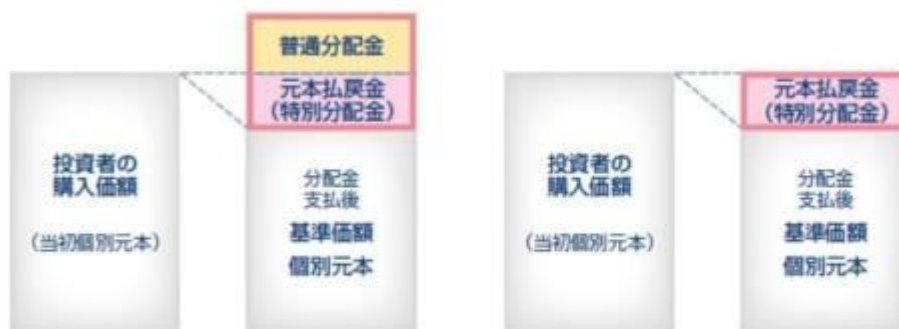 普通分配金
元本払戻金
(特別分配金)
投資者の
購入価額
(当初個別元本)
分配金
支払後
基準価額
個別元本
元本払戻金
(特別分配金)
投資者の
購入価額
(当初個別元本)
分配金
支払後
基準価額
個別元本